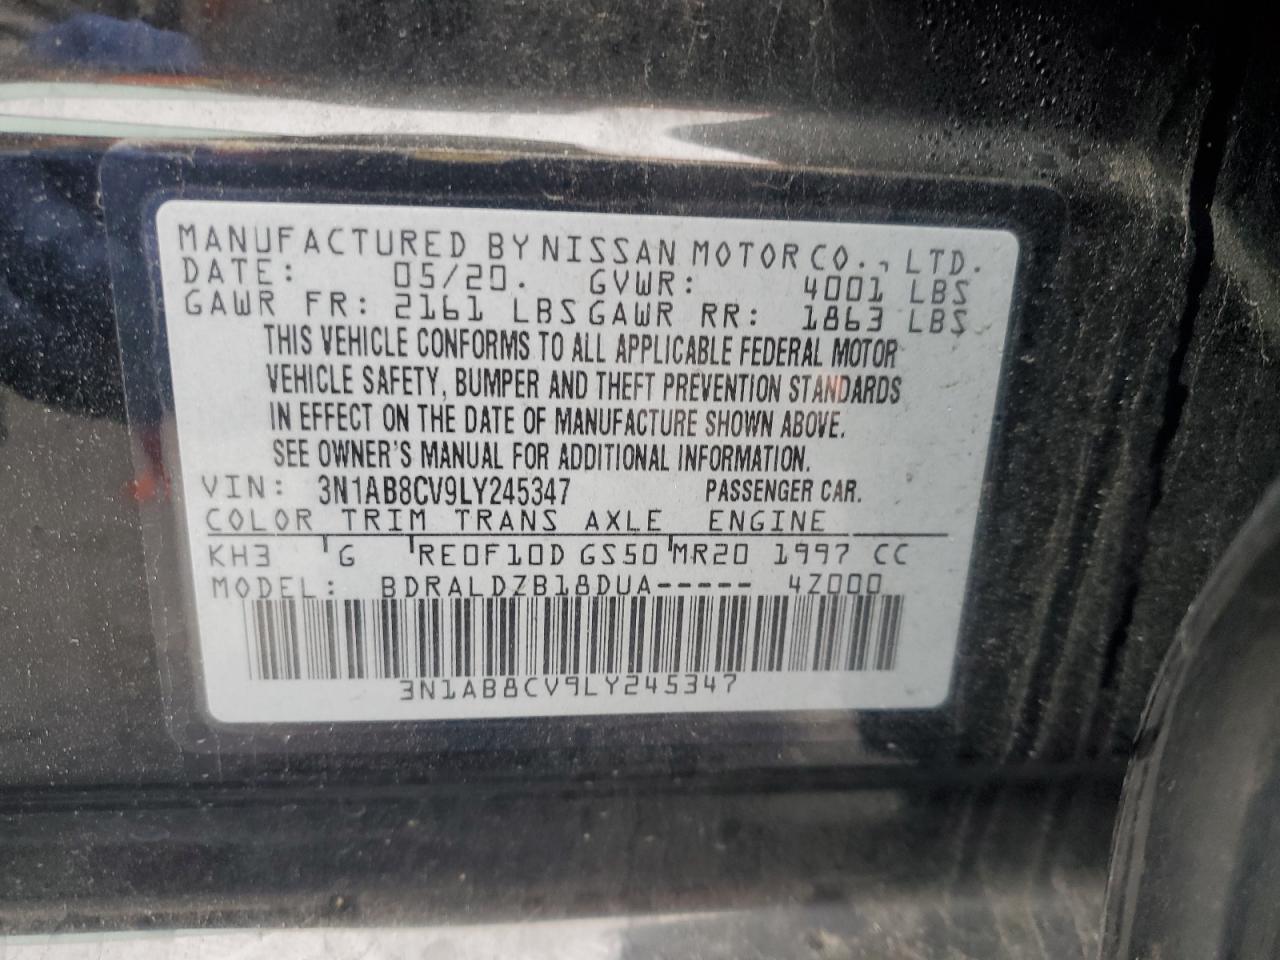 MANUFACTURED BY NISSAN MOTOR CO., LTD.
DATE: 05/20. GVWR: 4001 LBS
GAWR FR: 2161 LBS GAWR RR: 1863 LBS
THIS VEHICLE CONFORMS TO ALL APPLICABLE FEDERAL MOTOR
VEHICLE SAFETY, BUMPER AND THEFT PREVENTION STANDARDS
IN EFFECT ON THE DATE OF MANUFACTURE SHOWN ABOVE.
SEE OWNER'S MANUAL FOR ADDITIONAL INFORMATION.
VIN: 3N1AB8CV9LY245347 PASSENGER CAR.
COLOR TRIM TRANS AXLE ENGINE
KH3 G RE0F10D GS50 MR20 1997 CC
MODEL: BDRALDZB18DUA----- 4Z000
3N1AB8CV9LY245347